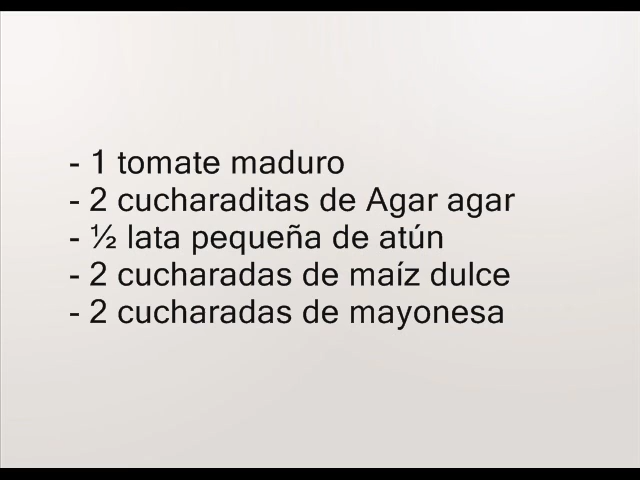 - 1 tomate maduro
- 2 cucharaditas de Agar agar
- ½ lata pequeña de atún
- 2 cucharadas de maíz dulce
- 2 cucharadas de mayonesa